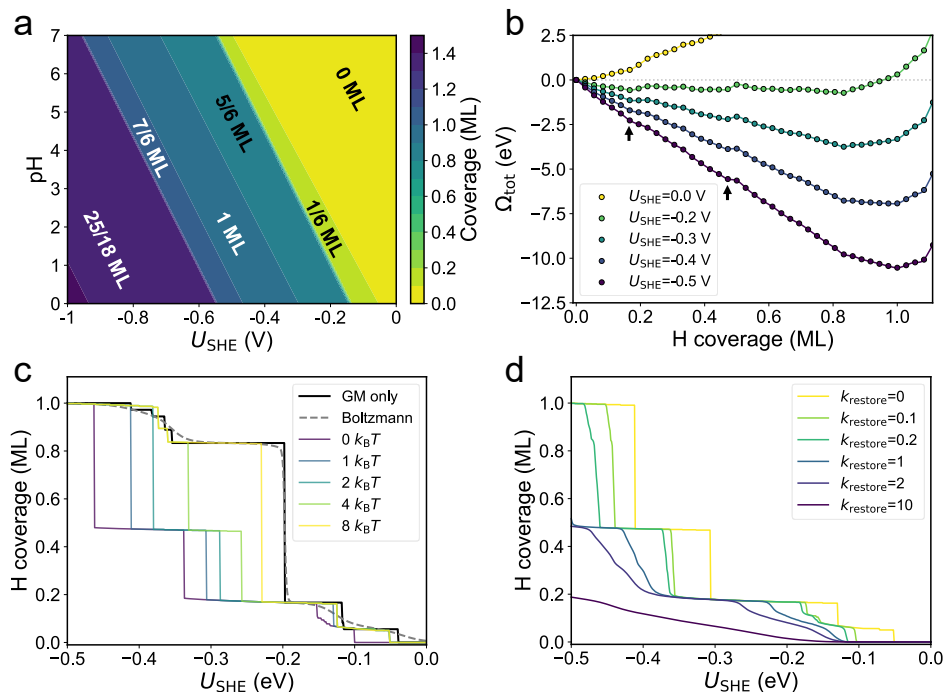 a
7
6
5
4
3
2
1
0
pH
-1
-0.8
-0.6
-0.4
-0.2
0
U_SHE (V)
25/18 ML
7/6 ML
1 ML
5/6 ML
1/6 ML
0 ML
1.4
1.2
1.0
0.8
0.6
0.4
0.2
0.0
Coverage (ML)
b
2.5
0.0
-2.5
-5.0
-7.5
-10.0
-12.5
Ω_tot (eV)
U_SHE=0.0 V
U_SHE=-0.2 V
U_SHE=-0.3 V
U_SHE=-0.4 V
U_SHE=-0.5 V
0.0
0.2
0.4
0.6
0.8
1.0
H coverage (ML)
c
1.0
0.8
0.6
0.4
0.2
0.0
H coverage (ML)
GM only
Boltzmann
0 k_BT
1 k_BT
2 k_BT
4 k_BT
8 k_BT
-0.5
-0.4
-0.3
-0.2
-0.1
0.0
U_SHE (eV)
d
1.0
0.8
0.6
0.4
0.2
0.0
H coverage (ML)
k_restore=0
k_restore=0.1
k_restore=0.2
k_restore=1
k_restore=2
k_restore=10
-0.5
-0.4
-0.3
-0.2
-0.1
0.0
U_SHE (eV)